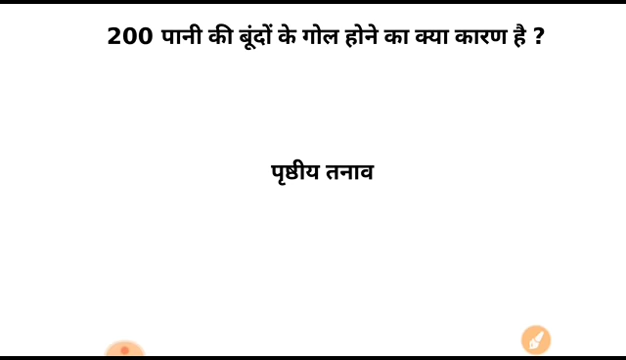 200 पानी की बूंदों के गोल होने का क्या कारण है ?
पृष्ठीय तनाव